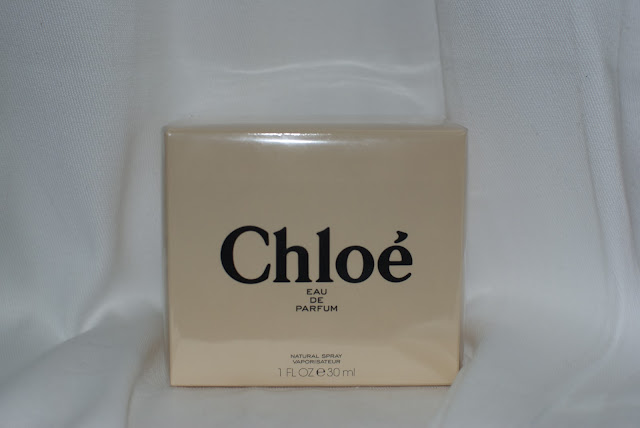 Chloé
EAU
DE
PARFUM
NATURAL SPRAY
VAPORISATEUR
1 FL OZ ℮ 30 ml